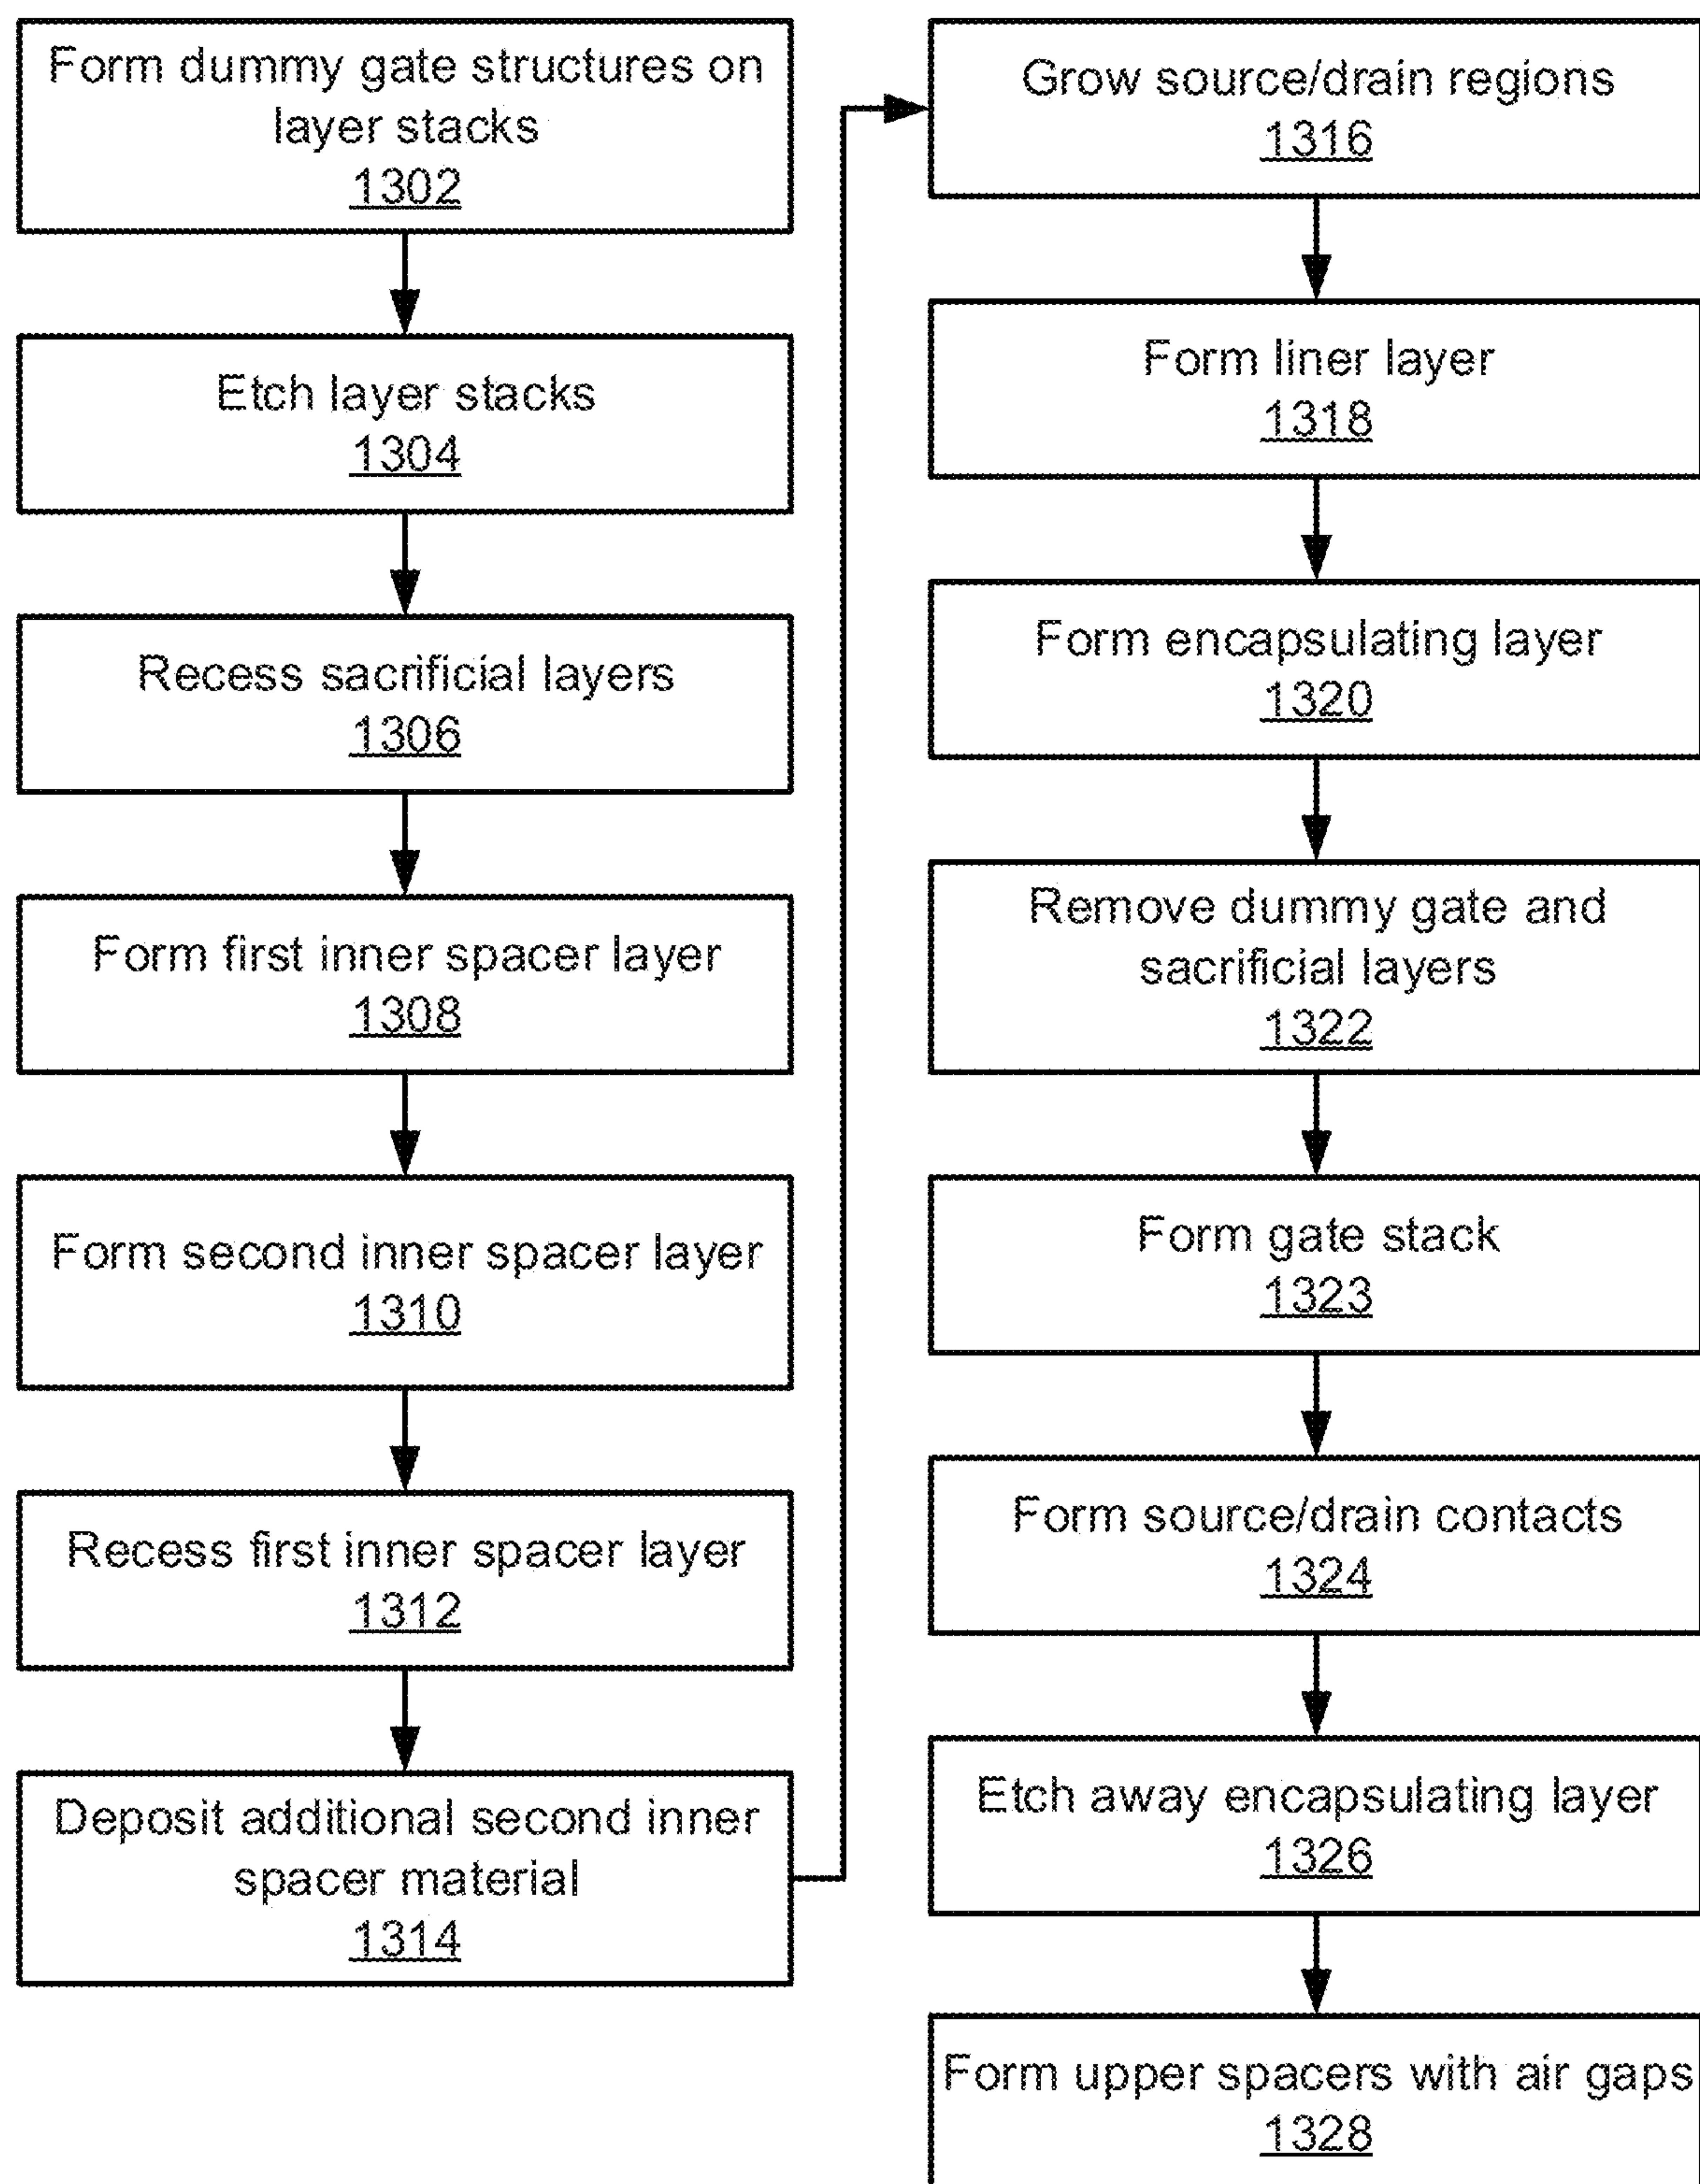 Form dummy gate structures on
layer stacks
1302
Etch layer stacks
1304
Recess sacrificial layers
1306
Form first inner spacer layer
1308
Form second inner spacer layer
1310
Recess first inner spacer layer
1312
Deposit additional second inner
spacer material
1314
Grow source/drain regions
1316
Form liner layer
1318
Form encapsulating layer
1320
Remove dummy gate and
sacrificial layers
1322
Form gate stack
1323
Form source/drain contacts
1324
Etch away encapsulating layer
1326
Form upper spacers with air gaps
1328